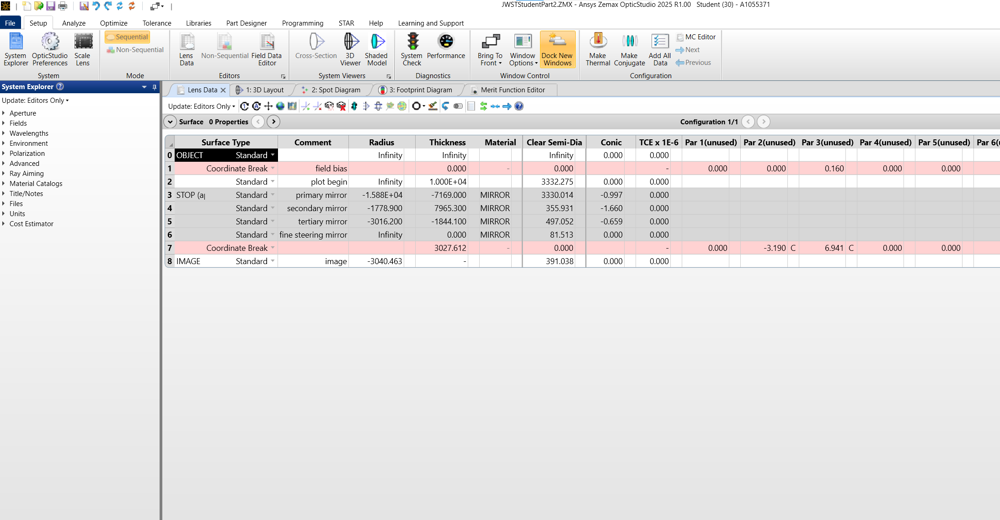 JWSTStudentPart2.ZMX - Ansys Zemax OpticStudio 2025 R1.00   Student (30) - A1055371
File Setup Analyze Optimize Tolerance Libraries Part Designer Programming STAR Help Learning and Support
System Explorer
OpticStudio Preferences
Scale Lens
System
Sequential
Non-Sequential
Mode
Lens Data
Non-Sequential
Field Data Editor
Editors
Cross-Section
3D Viewer
Shaded Model
System Viewers
System Check
Performance
Diagnostics
Bring To Front
Window Options
Dock New Windows
Window Control
Make Thermal
Make Conjugate
Add All Data
MC Editor
Next
Previous
Configuration
System Explorer
Update: Editors Only
Aperture
Fields
Wavelengths
Environment
Polarization
Advanced
Ray Aiming
Material Catalogs
Title/Notes
Files
Units
Cost Estimator
Lens Data 1: 3D Layout 2: Spot Diagram 3: Footprint Diagram Merit Function Editor
Update: Editors Only
Surface 0 Properties Configuration 1/1
Surface Type Comment Radius Thickness Material Clear Semi-Dia Conic TCE x 1E-6 Par 1(unused) Par 2(unused) Par 3(unused) Par 4(unused) Par 5(unused) Par 6(
0 OBJECT Standard Infinity Infinity Infinity 0.000 0.000
1 Coordinate Break field bias 0.000 - 0.000 - 0.000 0.000 0.160 0.000 0.000
2 Standard plot begin Infinity 1.000E+04 3332.275 0.000 0.000
3 STOP (a Standard primary mirror -1.588E+04 -7169.000 MIRROR 3330.014 -0.997 0.000
4 Standard secondary mirror -1778.900 7965.300 MIRROR 355.931 -1.660 0.000
5 Standard tertiary mirror -3016.200 -1844.100 MIRROR 497.052 -0.659 0.000
6 Standard fine steering mirror Infinity 0.000 MIRROR 81.513 0.000 0.000
7 Coordinate Break 3027.612 - 0.000 - 0.000 -3.190 C 6.941 C 0.000 0.000
8 IMAGE Standard image -3040.463 - 391.038 0.000 0.000